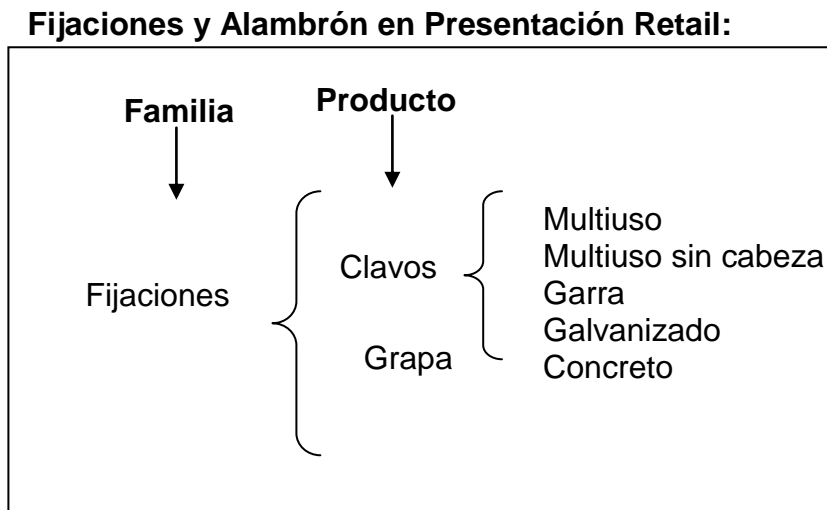 Fijaciones y Alambrón en Presentación Retail:
Familia
Producto
Fijaciones
Clavos
Grapa
Multiuso
Multiuso sin cabeza
Garra
Galvanizado
Concreto